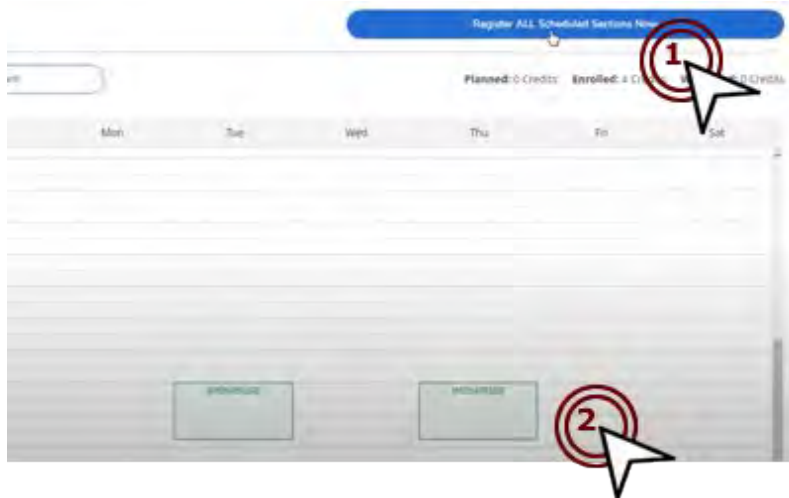 Register ALL Scheduled Sections Now
1
Planned: 0 Credits Enrolled: 4 0 Credits
Mon Tue Wed Thu Fri Sat
2